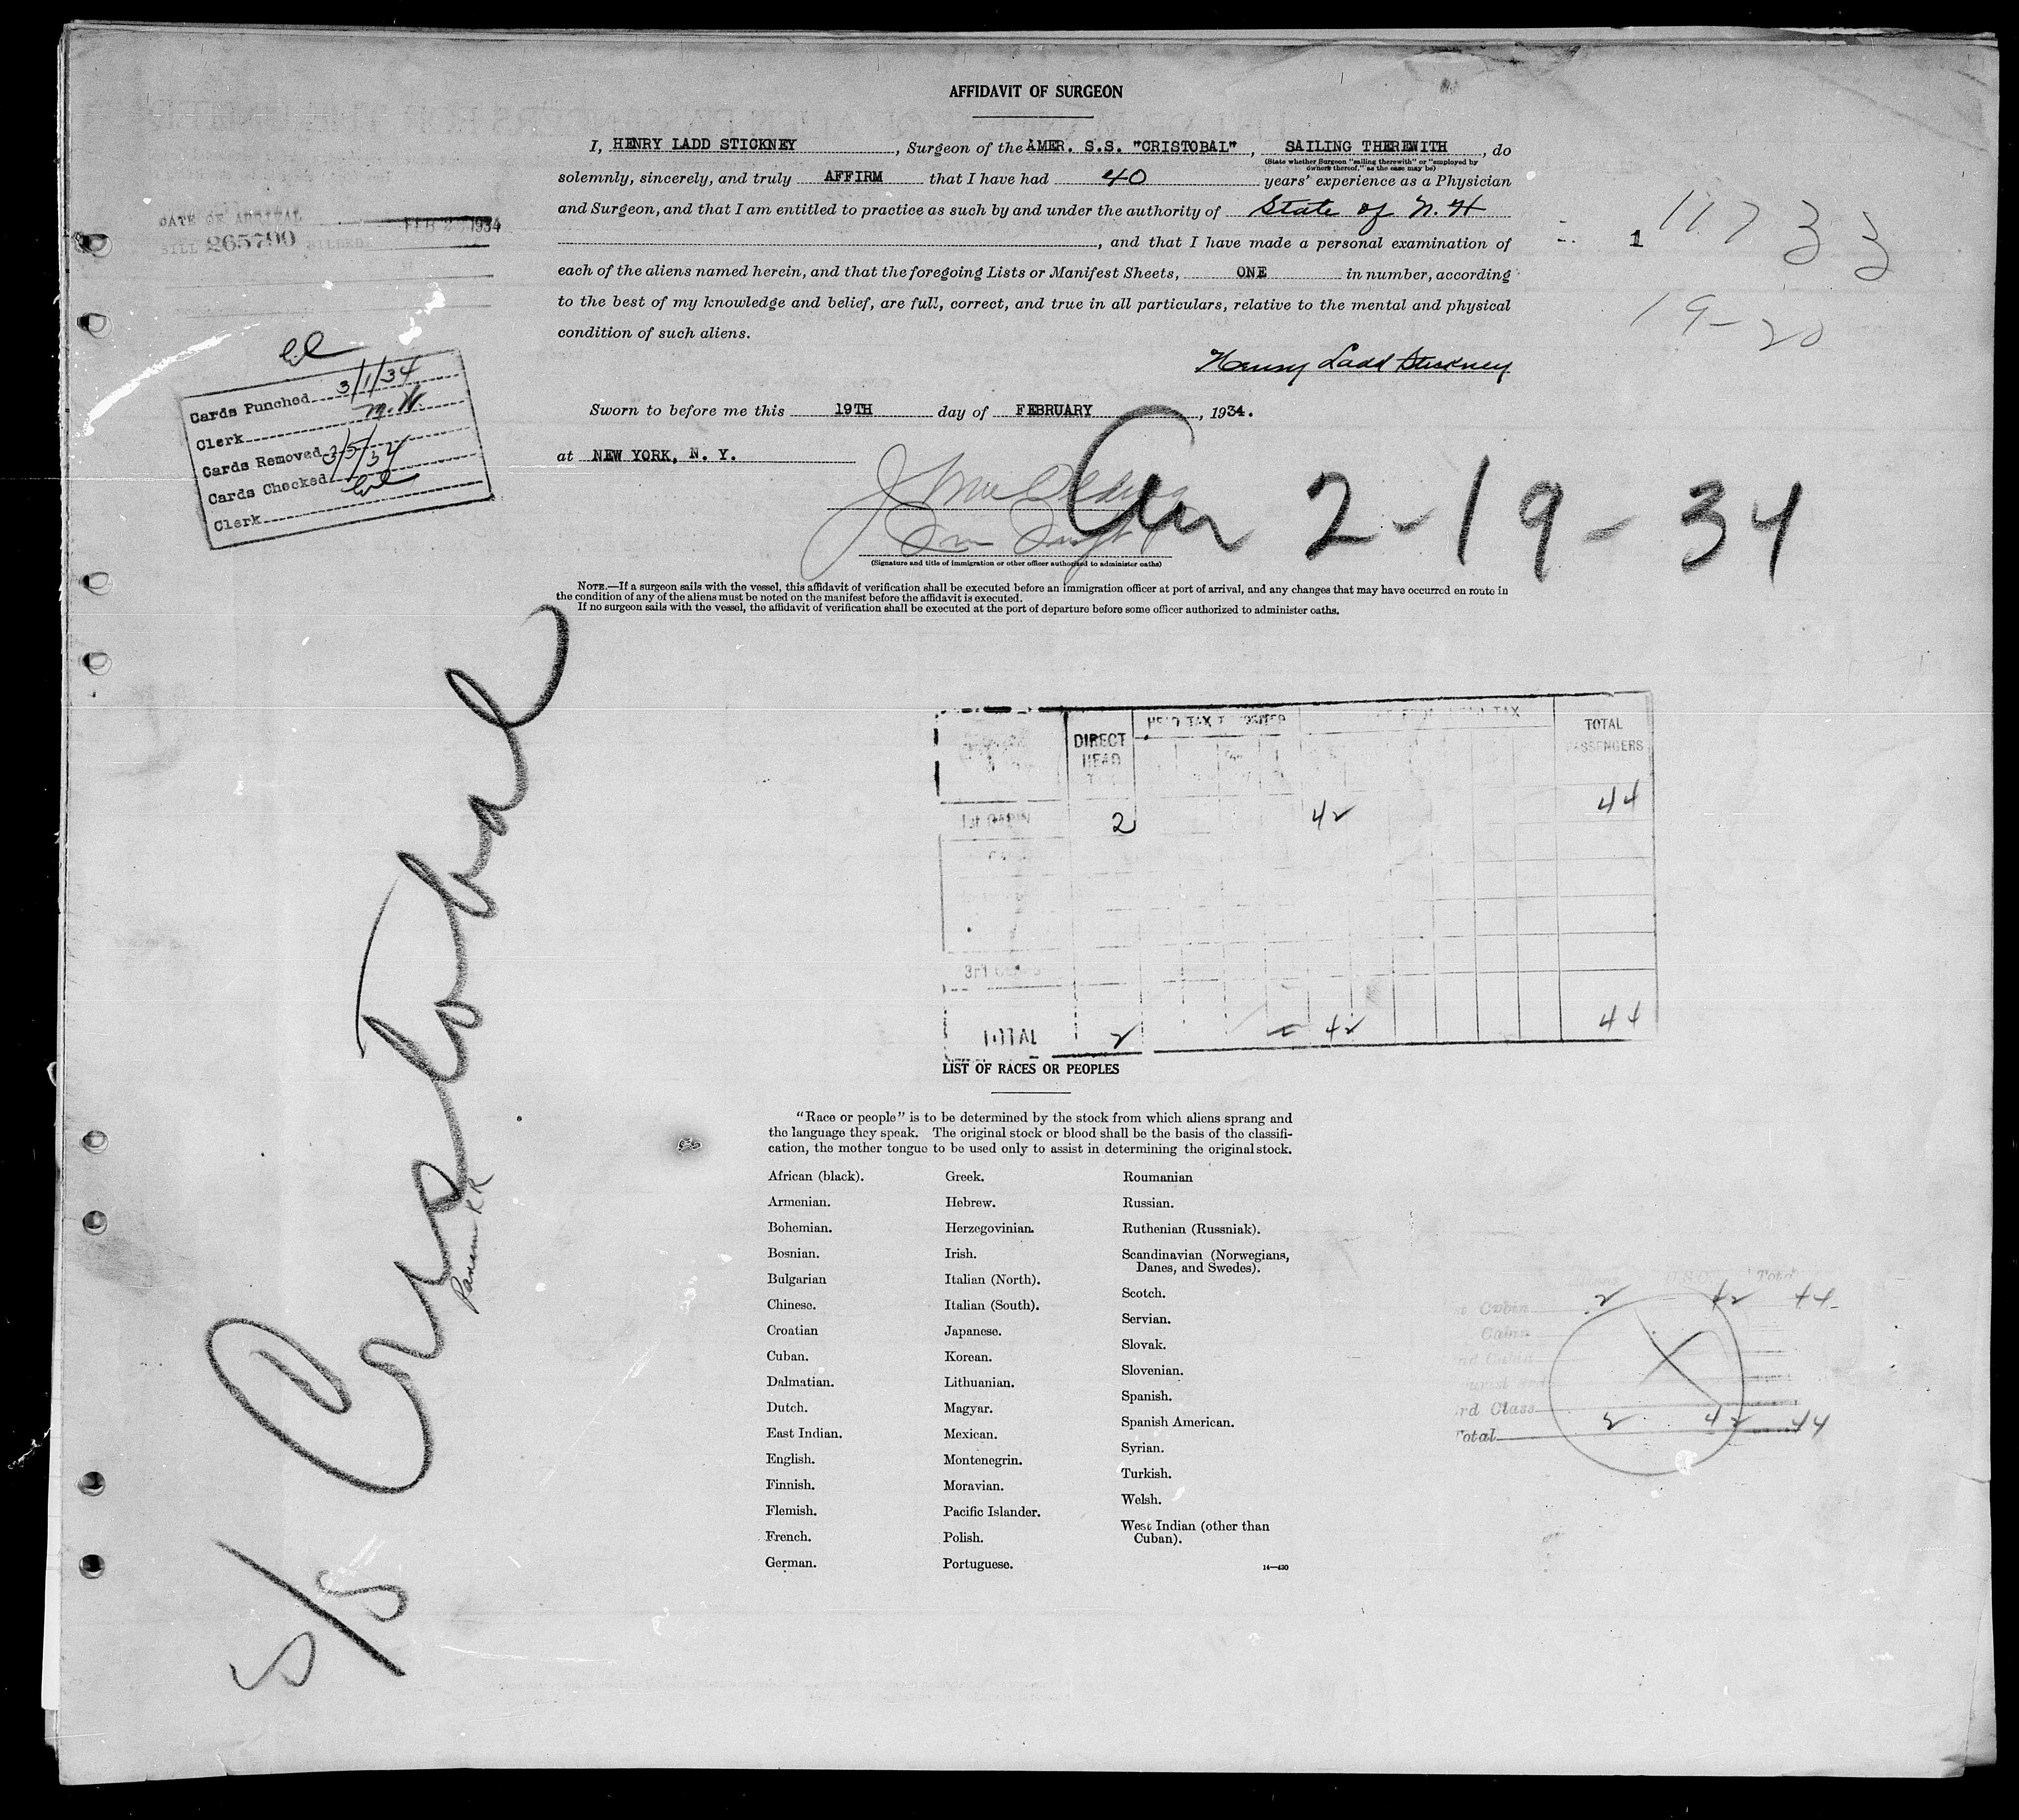 AFFIDAVIT OF SURGEON
I, HENRY LADD STICKNEY, Surgeon of the AMER. S.S. "CRISTOBAL", SAILING THEREWITH, do
(State whether Surgeon "sailing therewith" or "employed by owners thereof," as the case may be)
solemnly, sincerely, and truly AFFIRM that I have had 40 years' experience as a Physician
and Surgeon, and that I am entitled to practice as such by and under the authority of State of N. H
, and that I have made a personal examination of
each of the aliens named herein, and that the foregoing Lists or Manifest Sheets, ONE in number, according
to the best of my knowledge and belief, are full, correct, and true in all particulars, relative to the mental and physical
condition of such aliens.
Henry Ladd Stickney
Sworn to before me this 19TH day of FEBRUARY, 1934.
at NEW YORK, N. Y.
(Signature and title of immigration or other officer authorized to administer oaths)
NOTE.—If a surgeon sails with the vessel, this affidavit of verification shall be executed before an immigration officer at port of arrival, and any changes that may have occurred en route in
the condition of any of the aliens must be noted on the manifest before the affidavit is executed.
If no surgeon sails with the vessel, the affidavit of verification shall be executed at the port of departure before some officer authorized to administer oaths.
DATE OF ARRIVAL FEB 1934
265790
1 11733
19-20
Cards Punched 3/1/34
Clerk M.W.
Cards Removed
Cards Checked 3/5/34
Clerk
Arr 2-19-34
S/S Cristobal
Panam RR
DIRECT HEAD
TOTAL PASSENGERS
1st CABIN 2 42 44
TOTAL 2 42 44
LIST OF RACES OR PEOPLES
"Race or people" is to be determined by the stock from which aliens sprang and
the language they speak. The original stock or blood shall be the basis of the classifi-
cation, the mother tongue to be used only to assist in determining the original stock.
African (black).
Armenian.
Bohemian.
Bosnian.
Bulgarian
Chinese.
Croatian
Cuban.
Dalmatian.
Dutch.
East Indian.
English.
Finnish.
Flemish.
French.
German.
Greek.
Hebrew.
Herzegovinian.
Irish.
Italian (North).
Italian (South).
Japanese.
Korean.
Lithuanian.
Magyar.
Mexican.
Montenegrin.
Moravian.
Pacific Islander.
Polish.
Portuguese.
Roumanian
Russian.
Ruthenian (Russniak).
Scandinavian (Norwegians,
Danes, and Swedes).
Scotch.
Servian.
Slovak.
Slovenian.
Spanish.
Spanish American.
Syrian.
Turkish.
Welsh.
West Indian (other than
Cuban).
14—430
Total
Cabin 2 42 44
Class
Total 2 42 44